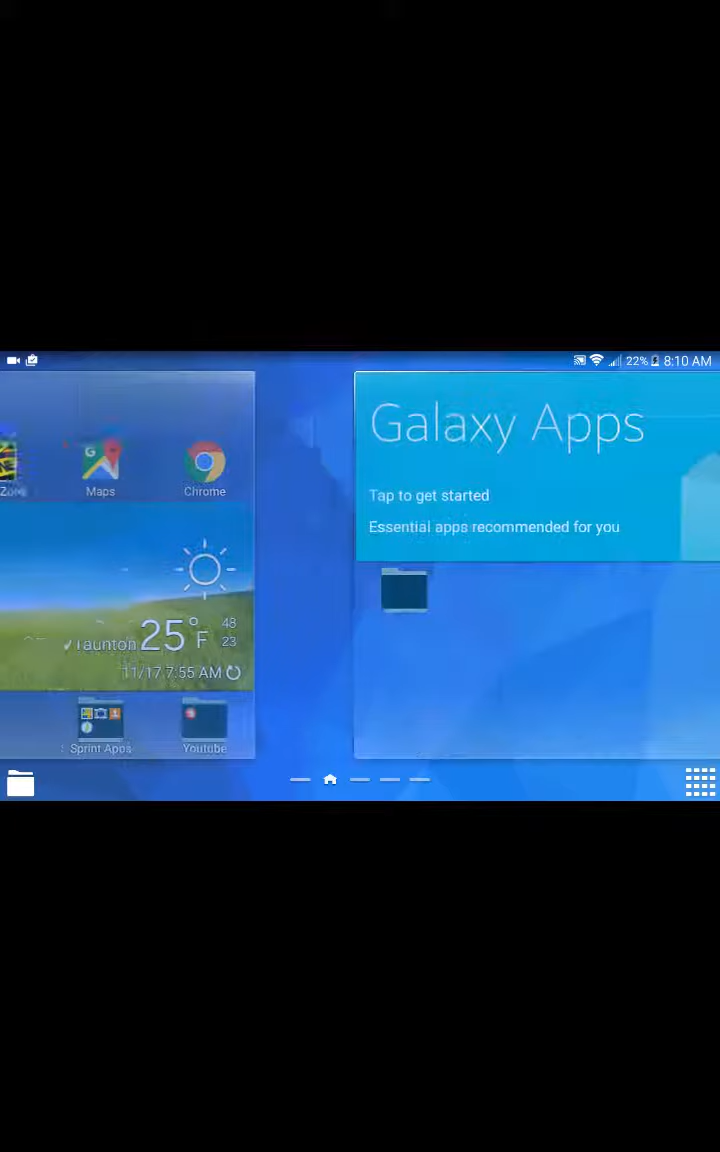 22% 8:10 AM
Galaxy Apps
Tap to get started
Essential apps recommended for you
Maps
Chrome
48
25°F
23
11/17 7:55 AM
Sprint Apps
Youtube